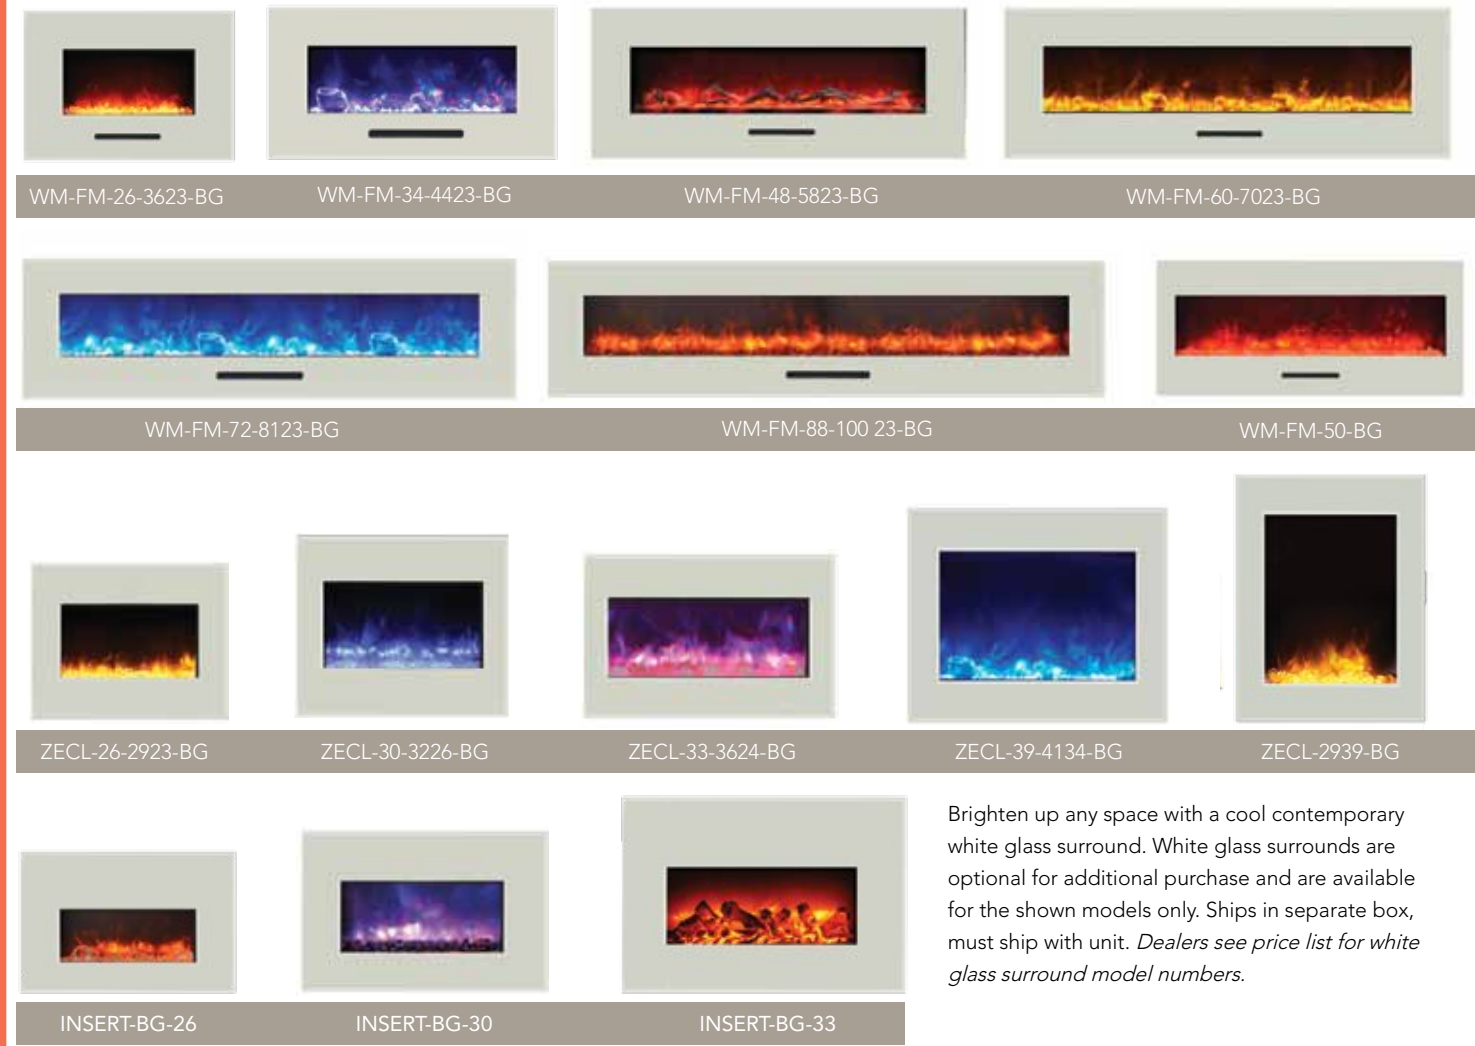 WM-FM-26-3623-BG
WM-FM-34-4423-BG
WM-FM-48-5823-BG
WM-FM-60-7023-BG
WM-FM-72-8123-BG
WM-FM-88-100 23-BG
WM-FM-50-BG
ZECL-26-2923-BG
ZECL-30-3226-BG
ZECL-33-3624-BG
ZECL-39-4134-BG
ZECL-2939-BG
INSERT-BG-26
INSERT-BG-30
INSERT-BG-33
Brighten up any space with a cool contemporary
white glass surround. White glass surrounds are
optional for additional purchase and are available
for the shown models only. Ships in separate box,
must ship with unit. Dealers see price list for white
glass surround model numbers.